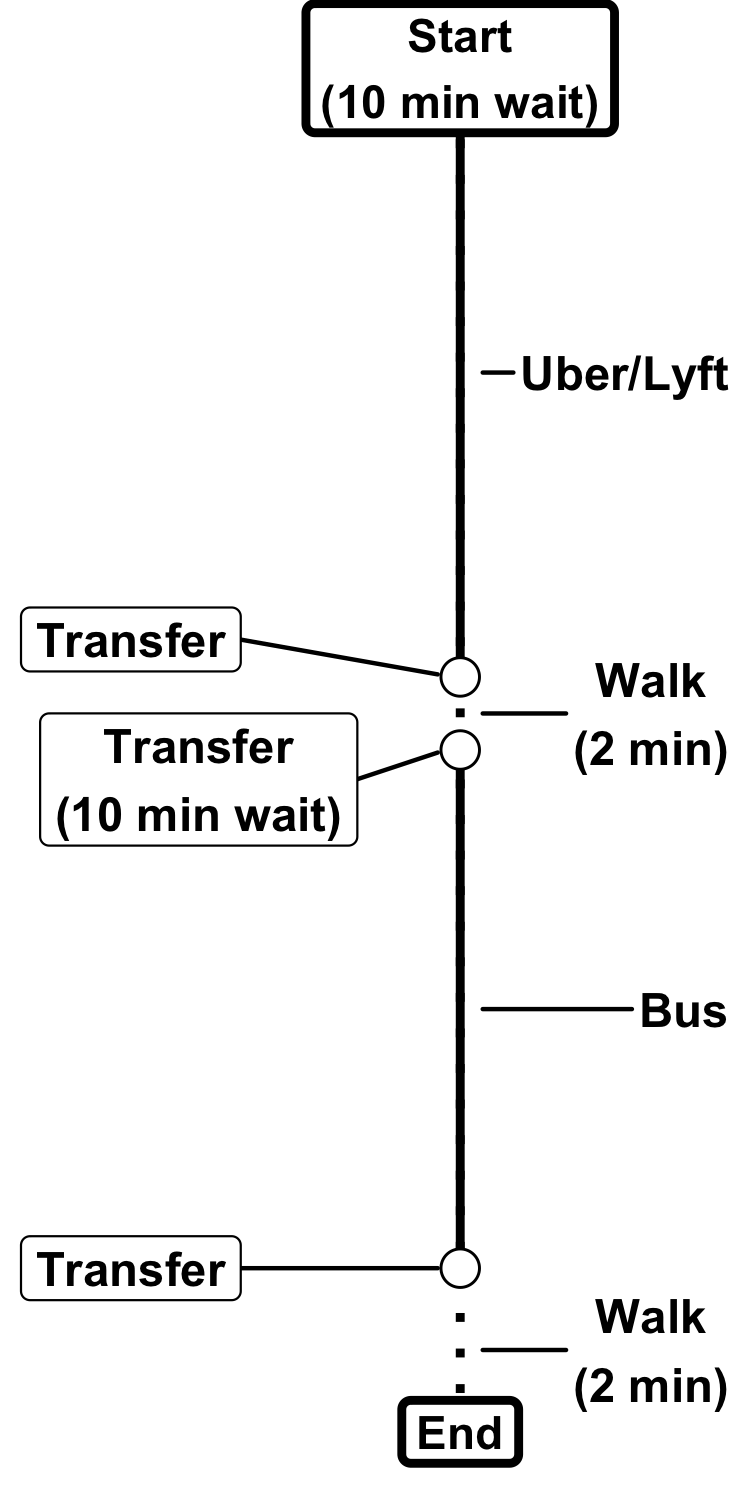 Start
(10 min wait)
Uber/Lyft
Transfer
Walk
(2 min)
Transfer
(10 min wait)
Bus
Transfer
Walk
(2 min)
End